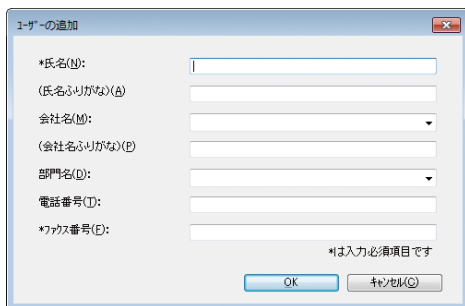 ﾕｰｻﾞｰの追加
*氏名(N):
(氏名ふりがな)(A)
会社名(M):
(会社名ふりがな)(P)
部門名(D):
電話番号(T):
*ﾌｧｸｽ番号(F):
*は入力必須項目です
OK ｷｬﾝｾﾙ(C)